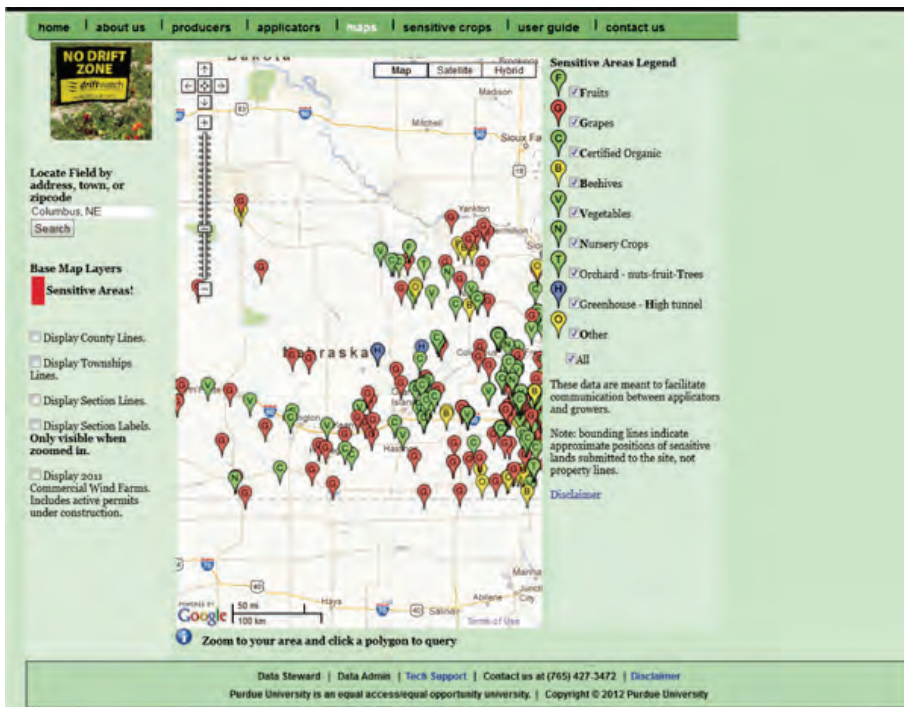 home | about us | producers | applicators | maps | sensitive crops | user guide | contact us
NO DRIFT
ZONE
driftwatch
Locate Field by
address, town, or
zipcode
Columbus, NE
Search
Base Map Layers
Sensitive Areas!
Display County Lines.
Display Townships
Lines.
Display Section Lines.
Display Section Labels.
Only visible when
zoomed in.
Display 2011
Commercial Wind Farms.
Includes active permits
under construction.
Map
Satellite
Hybrid
Madison
Mitchell
Sioux Fa
Yankton
Nebraska
Hays
Salina
Abilene
Juncti
City
POWERED BY
Google
50 mi
100 km
Terms of Use
Sensitive Areas Legend
F Fruits
G Grapes
C Certified Organic
B Beehives
V Vegetables
N Nursery Crops
T Orchard - nuts-fruit-Trees
H Greenhouse - High tunnel
O Other
All
These data are meant to facilitate
communication between applicators
and growers.
Note: bounding lines indicate
approximate positions of sensitive
lands submitted to the site, not
property lines.
Disclaimer
Zoom to your area and click a polygon to query
Data Steward | Data Admin | Tech Support | Contact us at (765) 427-3472 | Disclaimer
Purdue University is an equal access/equal opportunity university. | Copyright © 2012 Purdue University